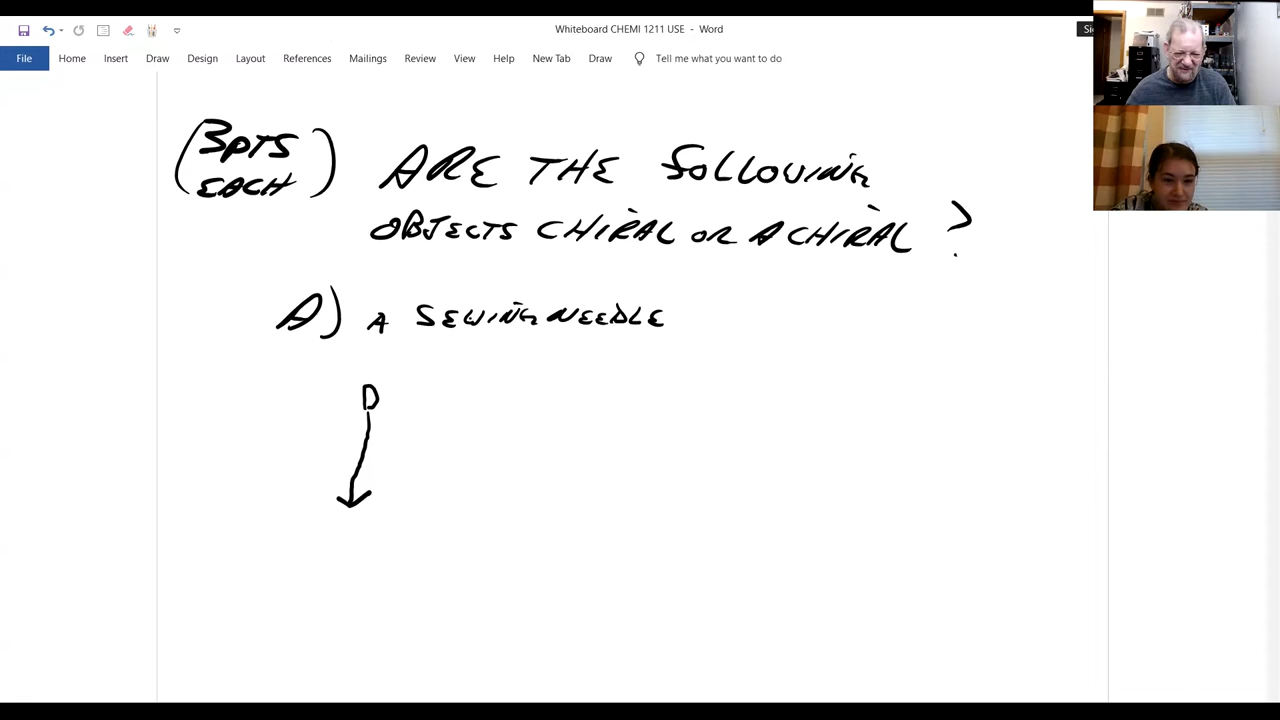 Whiteboard CHEMI 1211 USE - Word
File Home Insert Draw Design Layout References Mailings Review View Help New Tab Draw Tell me what you want to do
(3PTS EACH) ARE THE FOLLOWING
OBJECTS CHIRAL OR ACHIRAL ?
A) A SEWING NEEDLE
D